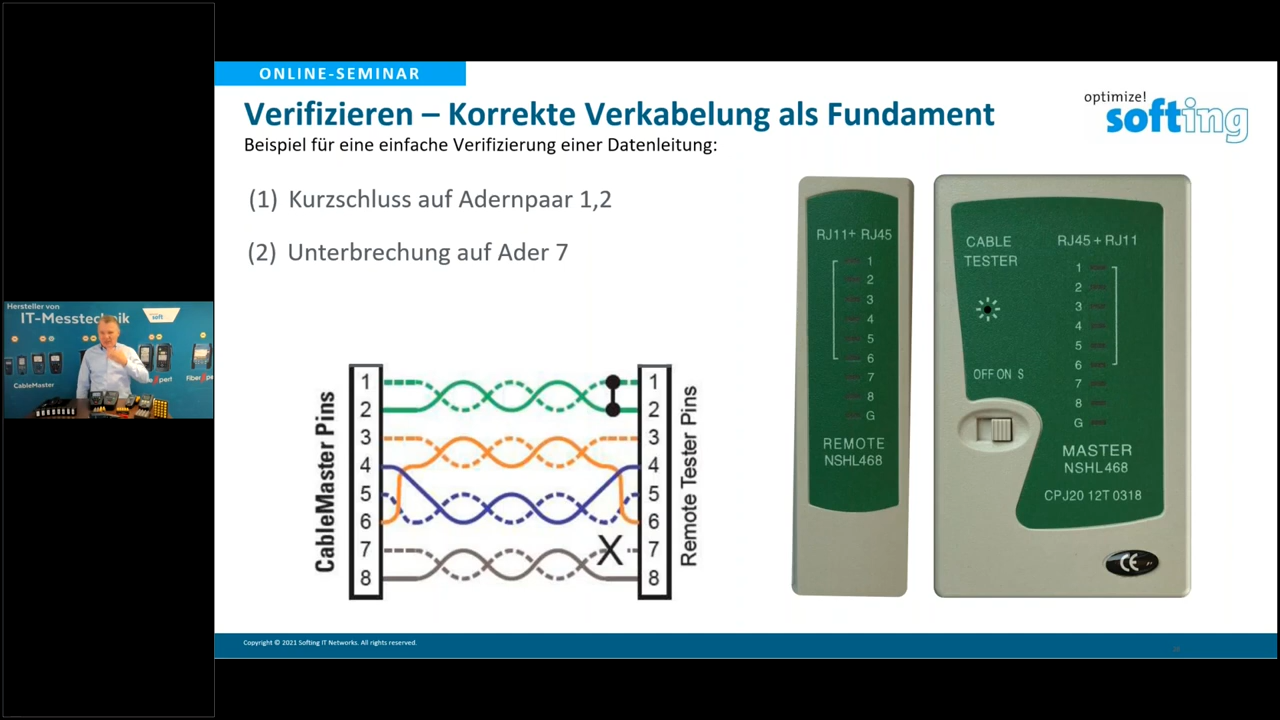 ONLINE-SEMINAR
Verifizieren – Korrekte Verkabelung als Fundament
Beispiel für eine einfache Verifizierung einer Datenleitung:
optimize!
softing
(1) Kurzschluss auf Adernpaar 1,2
(2) Unterbrechung auf Ader 7
CableMaster Pins
1
2
3
4
5
6
7
8
1
2
3
4
5
6
7
8
X
Remote Tester Pins
RJ11+ RJ45
1
2
3
4
5
6
7
8
G
REMOTE
NSHL468
CABLE
TESTER
OFF ON S
RJ45 + RJ11
1
2
3
4
5
6
7
8
G
MASTER
NSHL468
CPJ20 12T 0318
CE
Hersteller von
IT-Messtechnik
soft
CableMaster
Copyright © 2021 Softing IT Networks. All rights reserved.